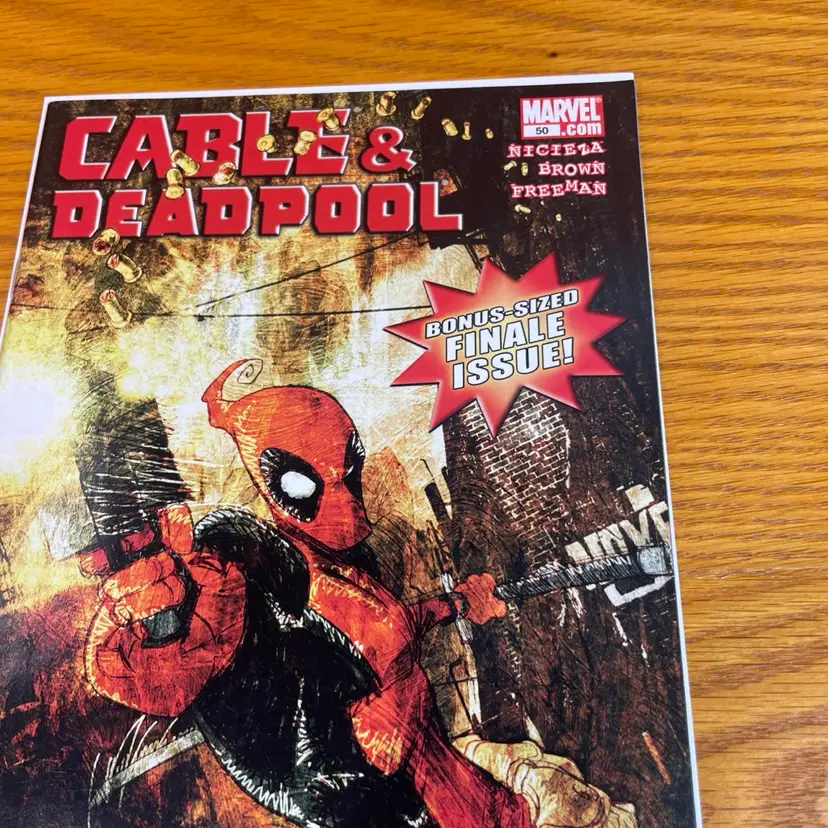 CABLE &
DEADPOOL
MARVEL
50 .com
NICIEZA
BROWN
FREEMAN
BONUS-SIZED
FINALE
ISSUE!